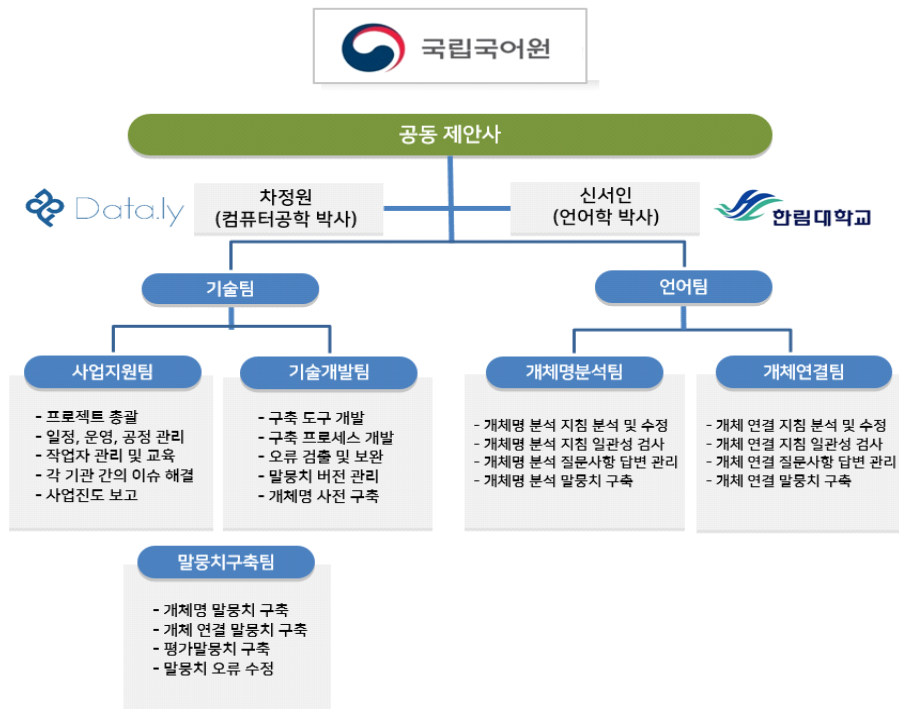 국립국어원
공동 제안사
Data.ly
차정원
(컴퓨터공학 박사)
신서인
(언어학 박사)
한림대학교
기술팀
언어팀
사업지원팀
- 프로젝트 총괄
- 일정, 운영, 공정 관리
- 작업자 관리 및 교육
- 각 기관 간의 이슈 해결
- 사업진도 보고
기술개발팀
- 구축 도구 개발
- 구축 프로세스 개발
- 오류 검출 및 보완
- 말뭉치 버전 관리
- 개체명 사전 구축
개체명분석팀
- 개체명 분석 지침 분석 및 수정
- 개체명 분석 지침 일관성 검사
- 개체명 분석 질문사항 답변 관리
- 개체명 분석 말뭉치 구축
개체연결팀
- 개체 연결 지침 분석 및 수정
- 개체 연결 지침 일관성 검사
- 개체 연결 질문사항 답변 관리
- 개체 연결 말뭉치 구축
말뭉치구축팀
- 개체명 말뭉치 구축
- 개체 연결 말뭉치 구축
- 평가말뭉치 구축
- 말뭉치 오류 수정